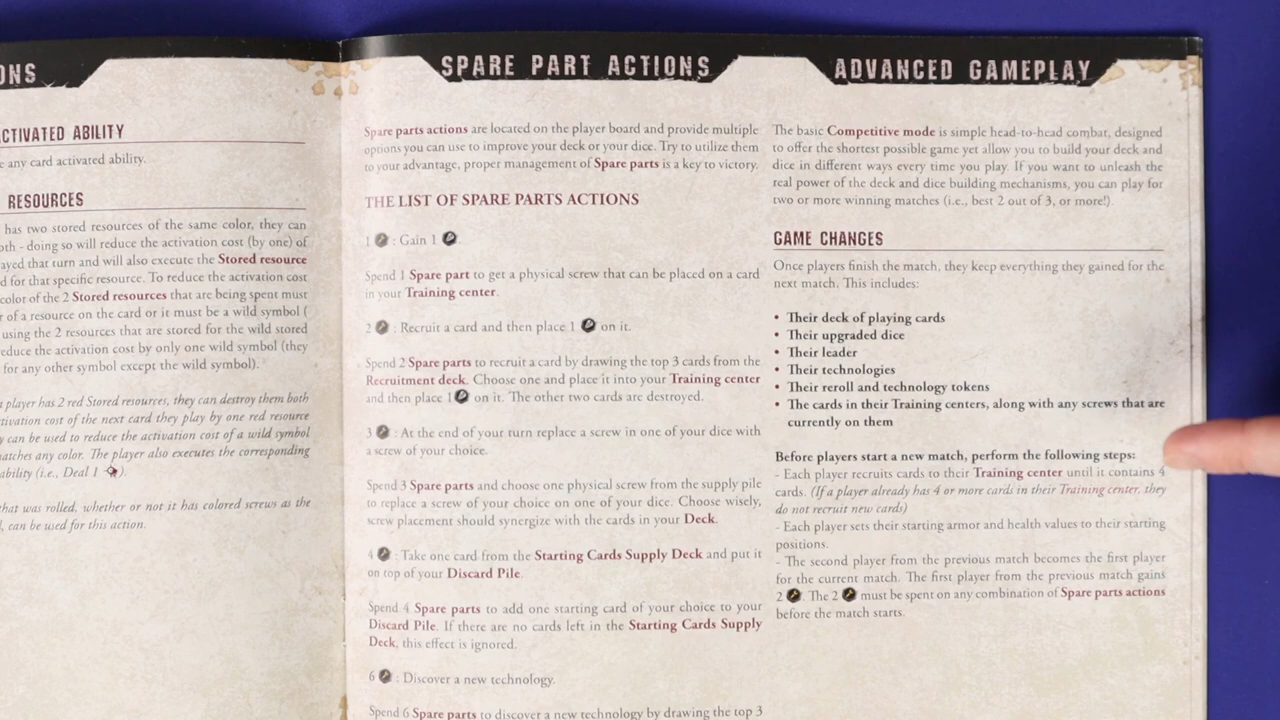 ONS
CTIVATED ABILITY
any card activated ability.
RESOURCES
has two stored resources of the same color, they can
oth - doing so will reduce the activation cost (by one) of
ayed that turn and will also execute the Stored resource
d for that specific resource. To reduce the activation cost
color of the 2 Stored resources that are being spent must
of a resource on the card or it must be a wild symbol (
using the 2 resources that are stored for the wild stored
educe the activation cost by only one wild symbol (they
for any other symbol except the wild symbol).
a player has 2 red Stored resources, they can destroy them both
tivation cost of the next card they play by one red resource
y can be used to reduce the activation cost of a wild symbol
matches any color. The player also executes the corresponding
ability (i.e., Deal 1 ).
that was rolled, whether or not it has colored screws as the
, can be used for this action.
SPARE PART ACTIONS
Spare parts actions are located on the player board and provide multiple
options you can use to improve your deck or your dice. Try to utilize them
to your advantage, proper management of Spare parts is a key to victory.
THE LIST OF SPARE PARTS ACTIONS
1 : Gain 1 .
Spend 1 Spare part to get a physical screw that can be placed on a card
in your Training center.
2 : Recruit a card and then place 1 on it.
Spend 2 Spare parts to recruit a card by drawing the top 3 cards from the
Recruitment deck. Choose one and place it into your Training center
and then place 1 on it. The other two cards are destroyed.
3 : At the end of your turn replace a screw in one of your dice with
a screw of your choice.
Spend 3 Spare parts and choose one physical screw from the supply pile
to replace a screw of your choice on one of your dice. Choose wisely,
screw placement should synergize with the cards in your Deck.
4 : Take one card from the Starting Cards Supply Deck and put it
on top of your Discard Pile.
Spend 4 Spare parts to add one starting card of your choice to your
Discard Pile. If there are no cards left in the Starting Cards Supply
Deck, this effect is ignored.
6 : Discover a new technology.
Spend 6 Spare parts to discover a new technology by drawing the top 3
ADVANCED GAMEPLAY
The basic Competitive mode is simple head-to-head combat, designed
to offer the shortest possible game yet allow you to build your deck and
dice in different ways every time you play. If you want to unleash the
real power of the deck and dice building mechanisms, you can play for
two or more winning matches (i.e., best 2 out of 3, or more!).
GAME CHANGES
Once players finish the match, they keep everything they gained for the
next match. This includes:
• Their deck of playing cards
• Their upgraded dice
• Their leader
• Their technologies
• Their reroll and technology tokens
• The cards in their Training centers, along with any screws that are
currently on them
Before players start a new match, perform the following steps:
- Each player recruits cards to their Training center until it contains 4
cards. (If a player already has 4 or more cards in their Training center, they
do not recruit new cards)
- Each player sets their starting armor and health values to their starting
positions.
- The second player from the previous match becomes the first player
for the current match. The first player from the previous match gains
2 . The 2 must be spent on any combination of Spare parts actions
before the match starts.